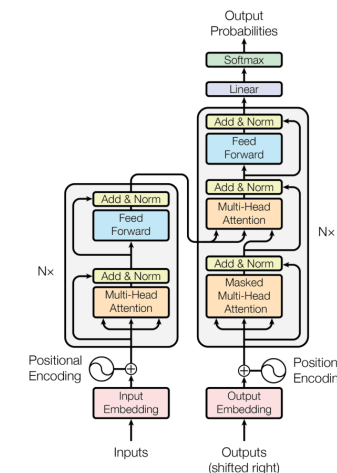 Output
Probabilities
Softmax
Linear
Add & Norm
Feed
Forward
Add & Norm
Multi-Head
Attention
Add & Norm
Masked
Multi-Head
Attention
Nx
Add & Norm
Feed
Forward
Add & Norm
Multi-Head
Attention
Nx
Positional
Encoding
Input
Embedding
Inputs
Position
Encodin
Output
Embedding
Outputs
(shifted right)